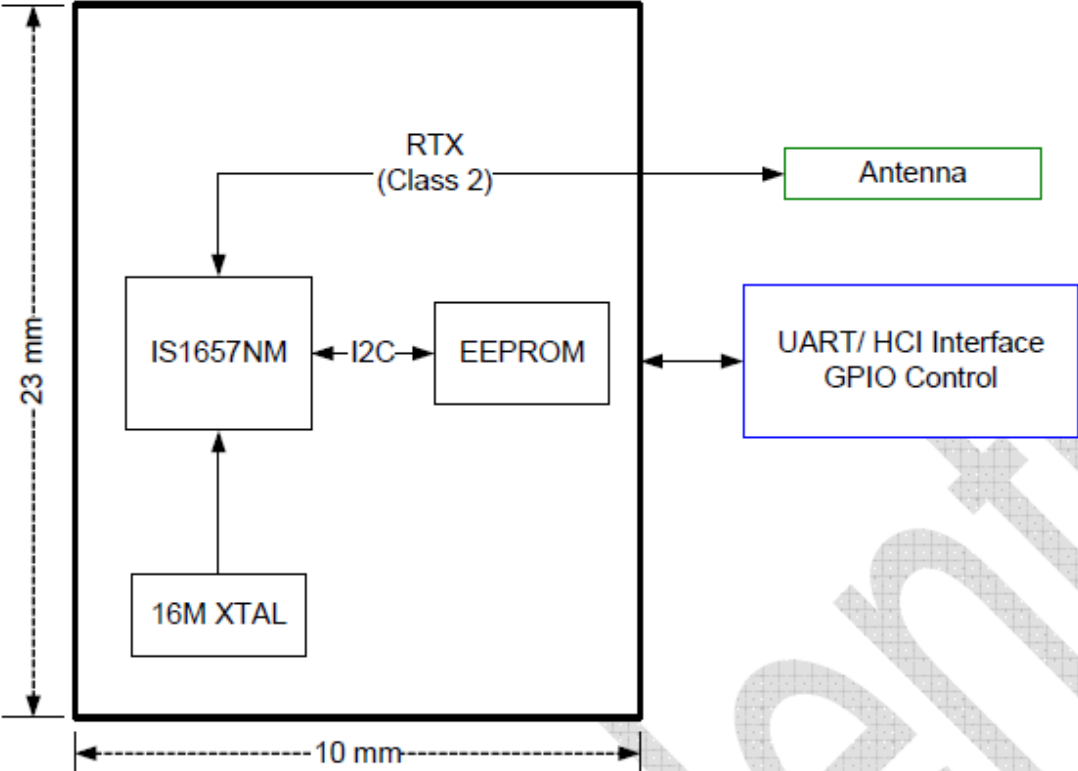 RTX
(Class 2)
Antenna
23 mm
IS1657NM
I2C
EEPROM
UART/ HCI Interface
GPIO Control
16M XTAL
10 mm